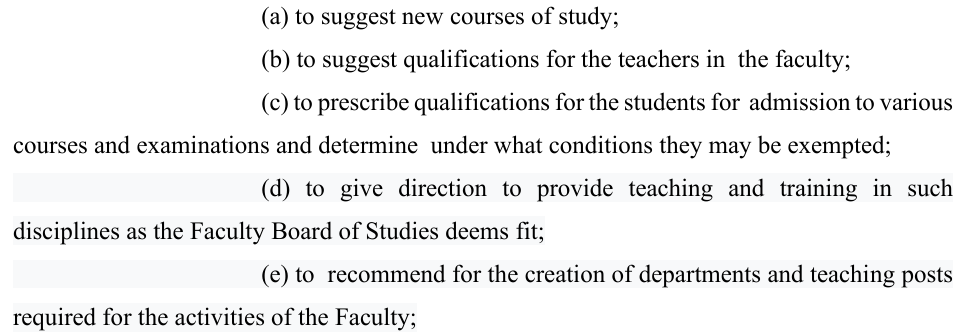 (a) to suggest new courses of study;
(b) to suggest qualifications for the teachers in the faculty;
(c) to prescribe qualifications for the students for admission to various
courses and examinations and determine under what conditions they may be exempted;
(d) to give direction to provide teaching and training in such
disciplines as the Faculty Board of Studies deems fit;
(e) to recommend for the creation of departments and teaching posts
required for the activities of the Faculty;